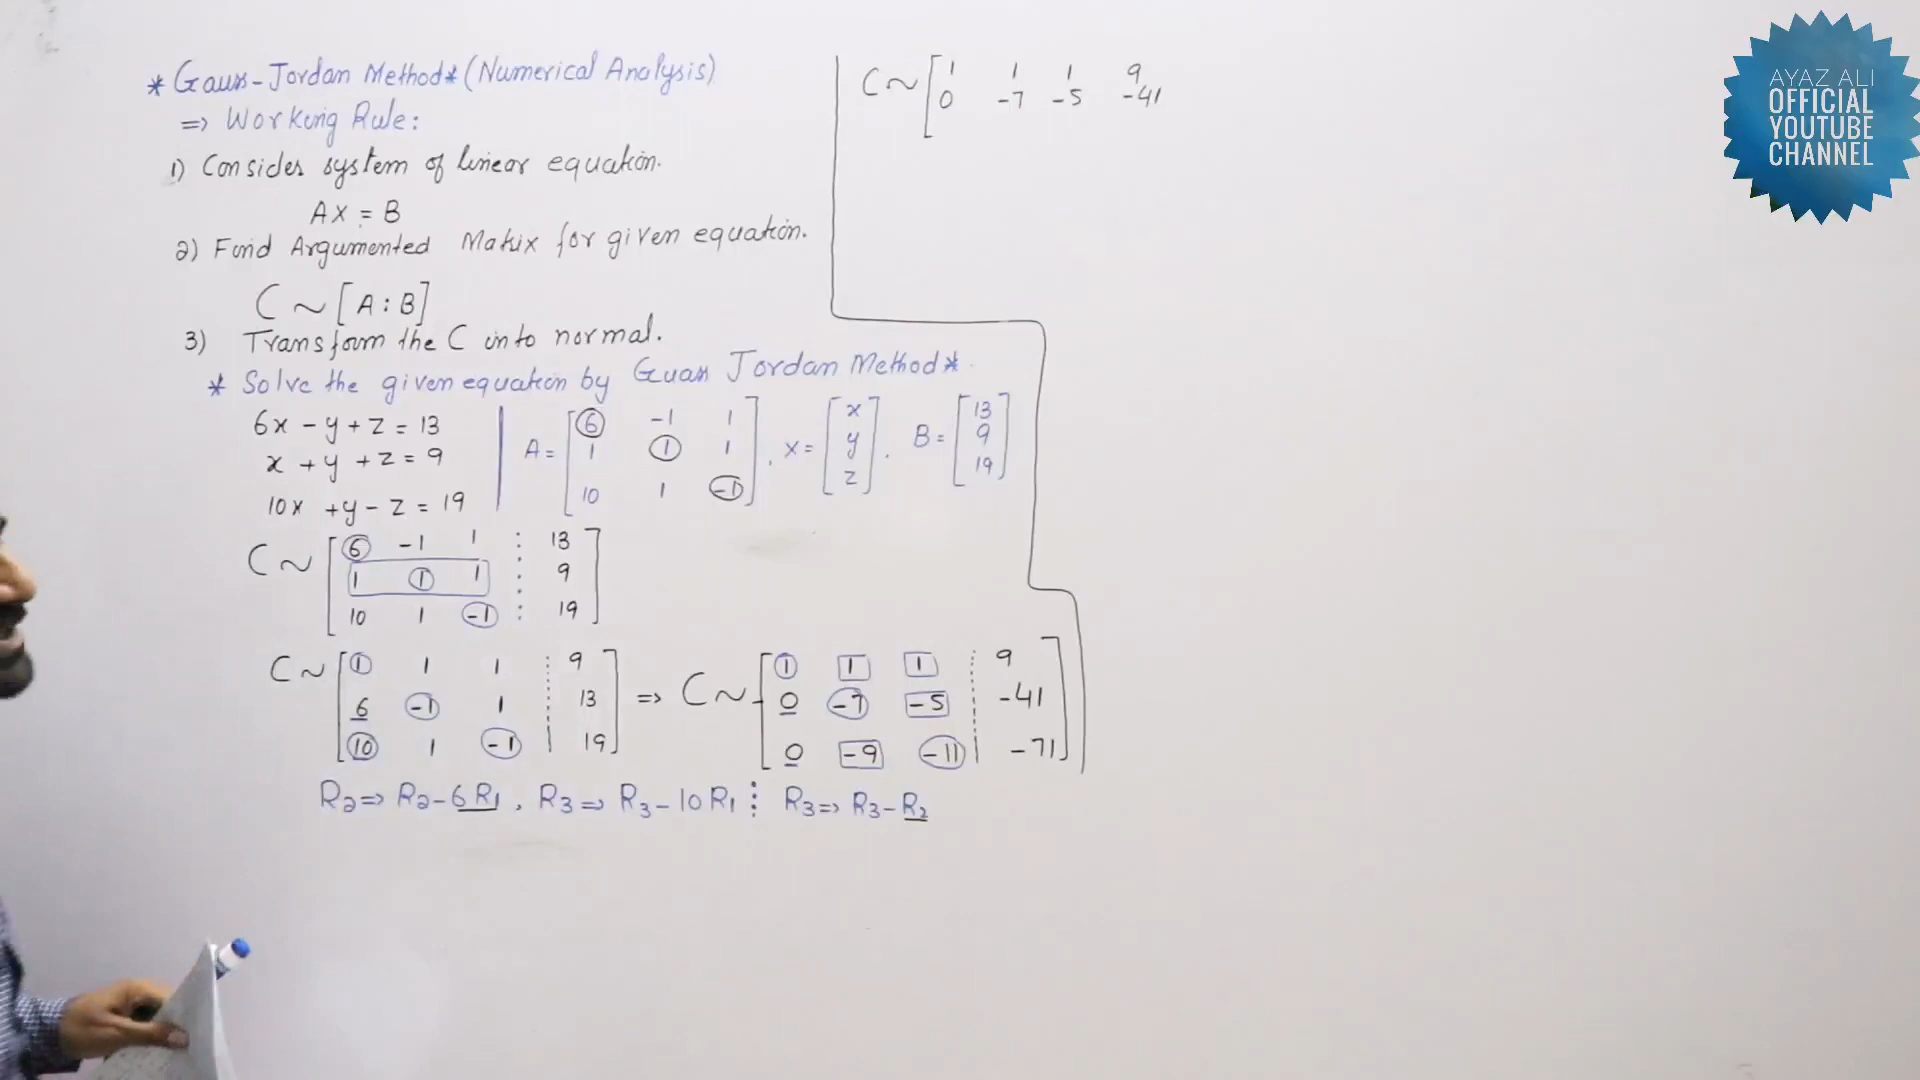 * Gauss-Jordan Method* (Numerical Analysis)
=> Working Rule:
1) Consider system of linear equation.
AX = B
2) Find Argumented Matrix for given equation.
C ~ [A : B]
3) Transform the C into normal.
* Solve the given equation by Guass Jordan Method *.
6x - y + z = 13
x + y + z = 9
10x + y - z = 19
A = [6 -1 1
1 1 1
10 1 -1], X = [x
y
z], B = [13
9
19]
C ~ [6 -1 1 : 13
1 1 1 : 9
10 1 -1 : 19]
C ~ [1 1 1 : 9
6 -1 1 : 13
10 1 -1 : 19]
=> C ~ [1 1 1 : 9
0 -7 -5 : -41
0 -9 -11 : -71]
R2 => R2 - 6R1, R3 => R3 - 10R1 : R3 => R3 - R2
C ~ [1 1 1 9
0 -7 -5 -41
AYAZ ALI
OFFICIAL
YOUTUBE
CHANNEL